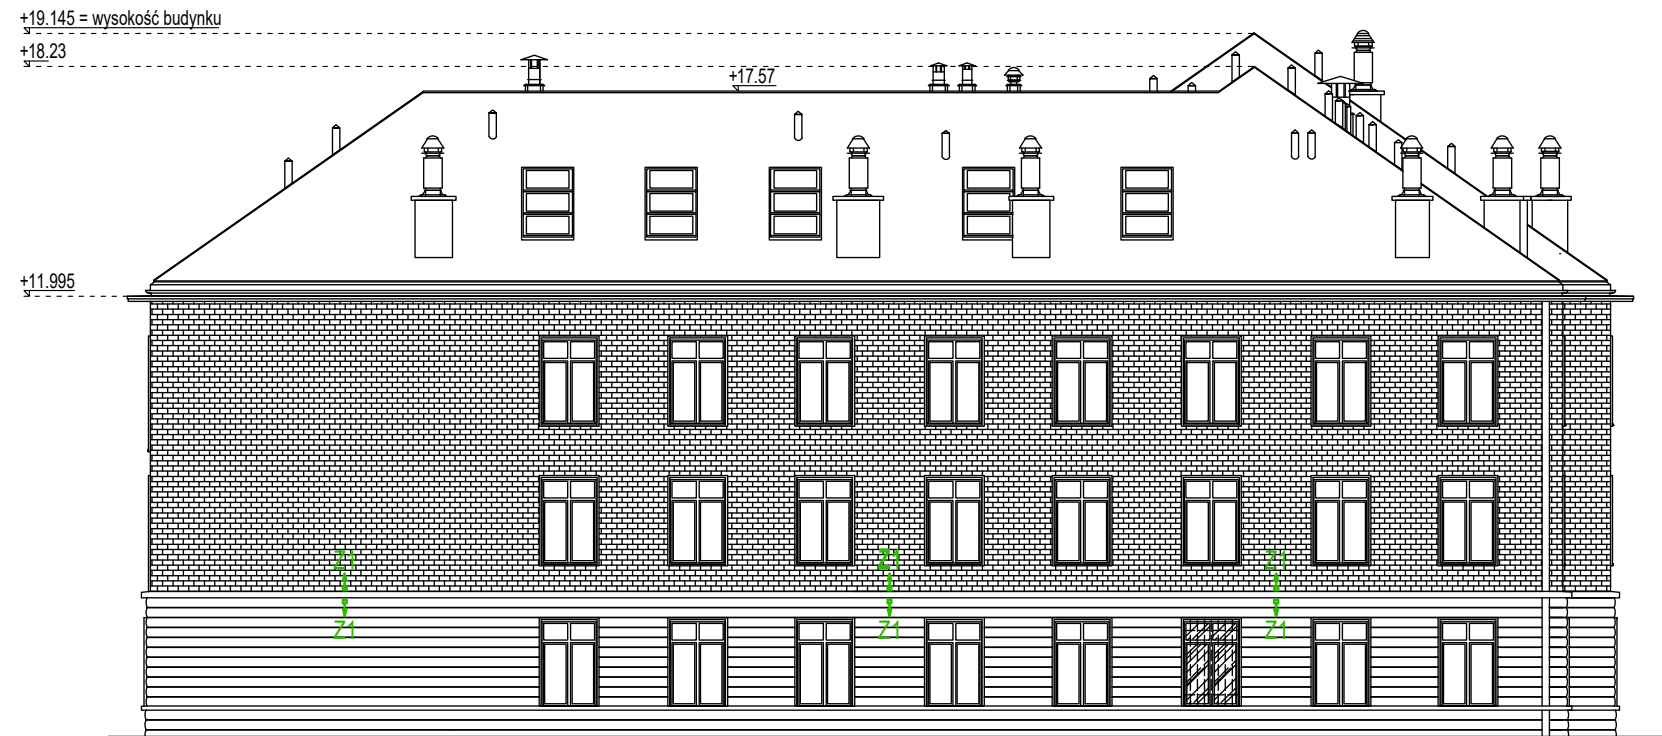 +19.145 = wysokość budynku
+18.23
+17.57
+11.995
Z1
Z1
Z1
Z1
Z1
Z1